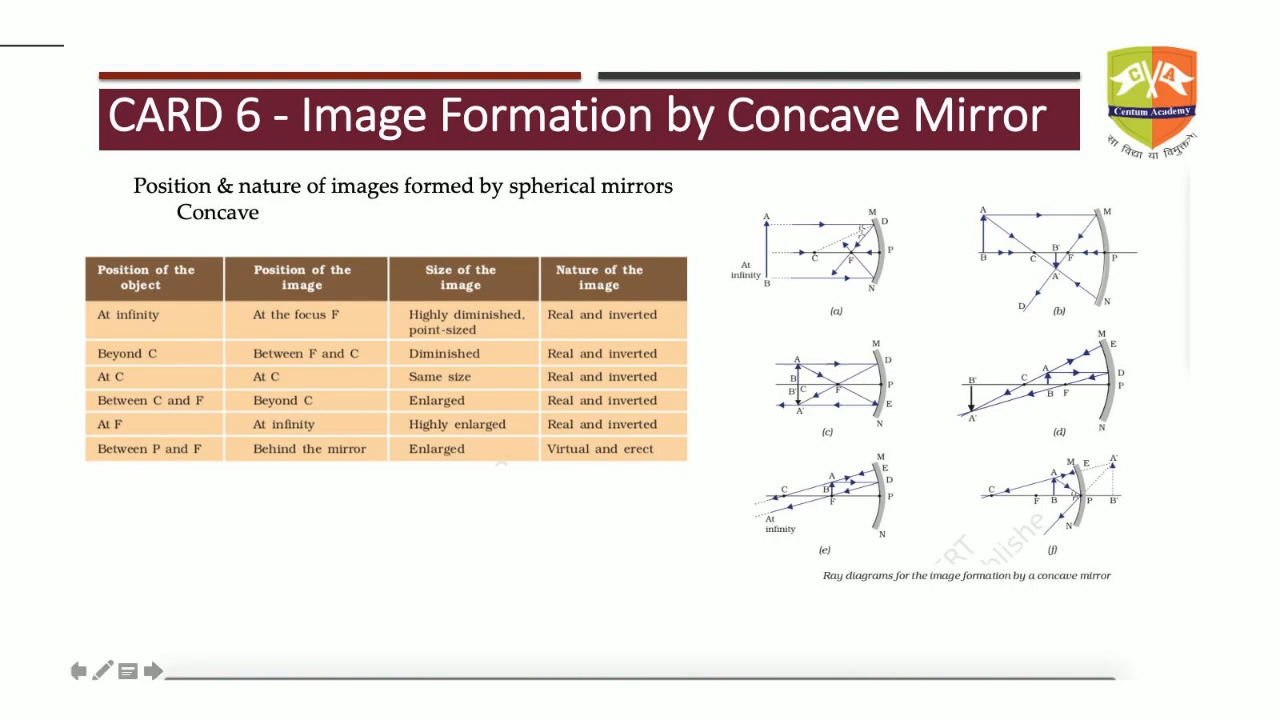 CARD 6 - Image Formation by Concave Mirror
C A
Centum Academy
सा विद्या या विमुक्तये
Position & nature of images formed by spherical mirrors
Concave
Position of the object Position of the image Size of the image Nature of the image
At infinity At the focus F Highly diminished, point-sized Real and inverted
Beyond C Between F and C Diminished Real and inverted
At C At C Same size Real and inverted
Between C and F Beyond C Enlarged Real and inverted
At F At infinity Highly enlarged Real and inverted
Between P and F Behind the mirror Enlarged Virtual and erect
A M D
C F P
At infinity
B N
(a)
A M
B C B' F P
A'
D N
(b)
M
A D
B
B' C F P
A' E
N
(c)
M E
B' C A D
B F P
A' N
(d)
M
A E
C B D
F P
At infinity
N
(e)
M E A'
A
C F B P B'
N
(f)
Ray diagrams for the image formation by a concave mirror